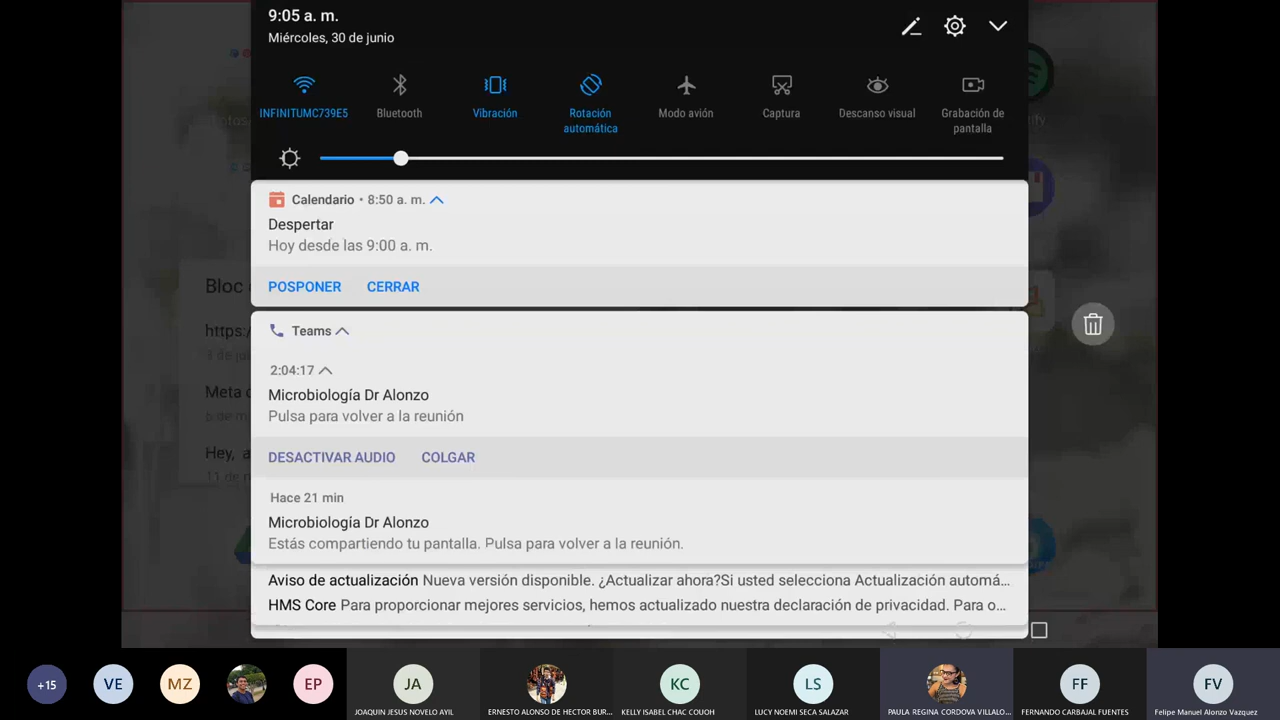 9:05 a. m.
Miércoles, 30 de junio
INFINITUMC739E5
Bluetooth
Vibración
Rotación
automática
Modo avión
Captura
Descanso visual
Grabación de
pantalla
Calendario • 8:50 a. m.
Despertar
Hoy desde las 9:00 a. m.
POSPONER CERRAR
Teams
2:04:17
Microbiología Dr Alonzo
Pulsa para volver a la reunión
DESACTIVAR AUDIO COLGAR
Hace 21 min
Microbiología Dr Alonzo
Estás compartiendo tu pantalla. Pulsa para volver a la reunión.
Aviso de actualización Nueva versión disponible. ¿Actualizar ahora?Si usted selecciona Actualización automá...
HMS Core Para proporcionar mejores servicios, hemos actualizado nuestra declaración de privacidad. Para o...
Bloc
https:/
Meta
Hey,
+15
VE
MZ
EP
JA
JOAQUIN JESUS NOVELO AYIL
ERNESTO ALONSO DE HECTOR BUR...
KC
KELLY ISABEL CHAC COUOH
LS
LUCY NOEMI SECA SALAZAR
PAULA REGINA CORDOVA VILLALO...
FF
FERNANDO CARBAJAL FUENTES
FV
Felipe Manuel Alonzo Vazquez